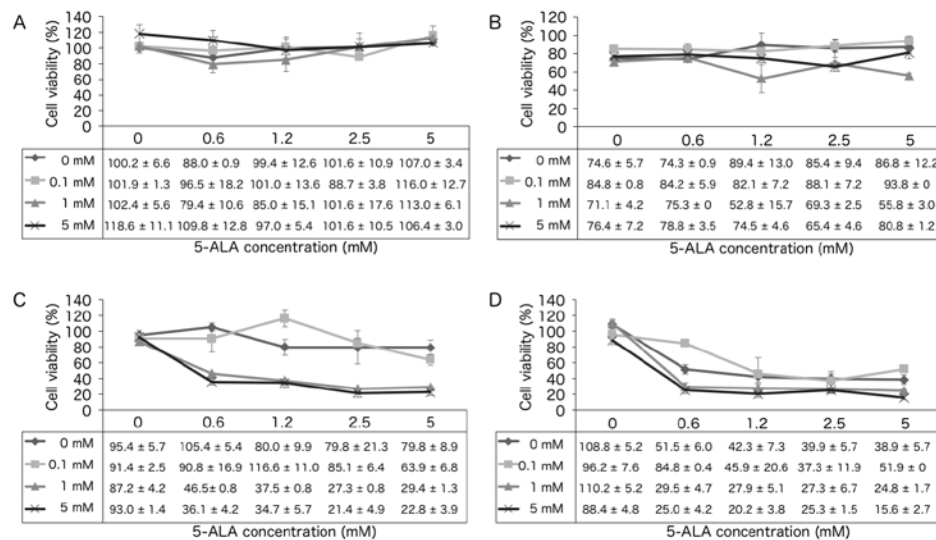 A
Cell viability (%)
140
120
100
80
60
40
20
0
0 0.6 1.2 2.5 5
0 mM 100.2 ± 6.6 88.0 ± 0.9 99.4 ± 12.6 101.6 ± 10.9 107.0 ± 3.4
0.1 mM 101.9 ± 1.3 96.5 ± 18.2 101.0 ± 13.6 88.7 ± 3.8 116.0 ± 12.7
1 mM 102.4 ± 5.6 79.4 ± 10.6 85.0 ± 15.1 101.6 ± 17.6 113.0 ± 6.1
5 mM 118.6 ± 11.1 109.8 ± 12.8 97.0 ± 5.4 101.6 ± 10.5 106.4 ± 3.0
5-ALA concentration (mM)
B
Cell viability (%)
120
100
80
60
40
20
0
0 0.6 1.2 2.5 5
0 mM 74.6 ± 5.7 74.3 ± 0.9 89.4 ± 13.0 85.4 ± 9.4 86.8 ± 12.2
0.1 mM 84.8 ± 0.8 84.2 ± 5.9 82.1 ± 7.2 88.1 ± 7.2 93.8 ± 0
1 mM 71.1 ± 4.2 75.3 ± 0 52.8 ± 15.7 69.3 ± 2.5 55.8 ± 3.0
5 mM 76.4 ± 7.2 78.8 ± 3.5 74.5 ± 4.6 65.4 ± 4.6 80.8 ± 1.2
5-ALA concentration (mM)
C
Cell viability (%)
140
120
100
80
60
40
20
0
0 0.6 1.2 2.5 5
0 mM 95.4 ± 5.7 105.4 ± 5.4 80.0 ± 9.9 79.8 ± 21.3 79.8 ± 8.9
0.1 mM 91.4 ± 2.5 90.8 ± 16.9 116.6 ± 11.0 85.1 ± 6.4 63.9 ± 6.8
1 mM 87.2 ± 4.2 46.5± 0.8 37.5 ± 0.8 27.3 ± 0.8 29.4 ± 1.3
5 mM 93.0 ± 1.4 36.1 ± 4.2 34.7 ± 5.7 21.4 ± 4.9 22.8 ± 3.9
5-ALA concentration (mM)
D
Cell viability (%)
140
120
100
80
60
40
20
0
0 0.6 1.2 2.5 5
0 mM 108.8 ± 5.2 51.5 ± 6.0 42.3 ± 7.3 39.9 ± 5.7 38.9 ± 5.7
0.1 mM 96.2 ± 7.6 84.8 ± 0.4 45.9 ± 20.6 37.3 ± 11.9 51.9 ± 0
1 mM 110.2 ± 5.2 29.5 ± 4.7 27.9 ± 5.1 27.3 ± 6.7 24.8 ± 1.7
5 mM 88.4 ± 4.8 25.0 ± 4.2 20.2 ± 3.8 25.3 ± 1.5 15.6 ± 2.7
5-ALA concentration (mM)